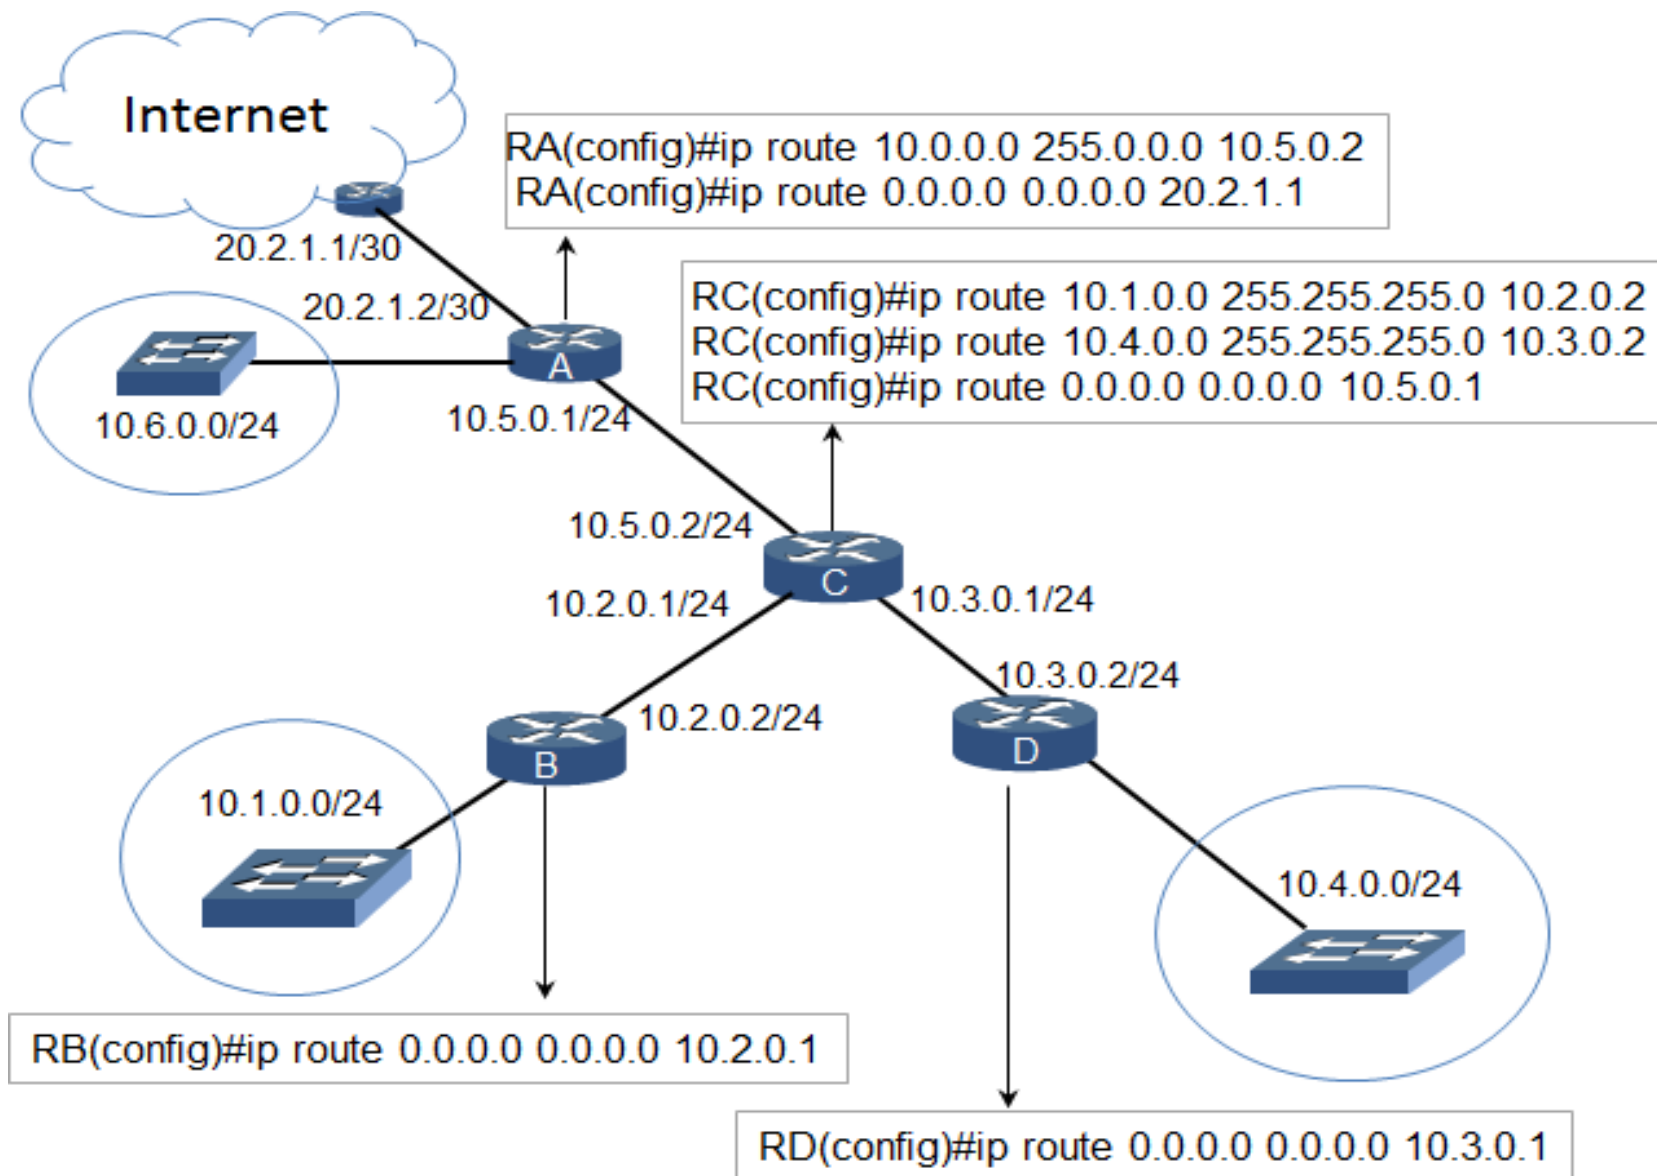 Internet
RA(config)#ip route 10.0.0.0 255.0.0.0 10.5.0.2
RA(config)#ip route 0.0.0.0 0.0.0.0 20.2.1.1
20.2.1.1/30
20.2.1.2/30
RC(config)#ip route 10.1.0.0 255.255.255.0 10.2.0.2
RC(config)#ip route 10.4.0.0 255.255.255.0 10.3.0.2
RC(config)#ip route 0.0.0.0 0.0.0.0 10.5.0.1
A
10.6.0.0/24
10.5.0.1/24
10.5.0.2/24
C
10.2.0.1/24
10.3.0.1/24
10.3.0.2/24
10.2.0.2/24
B
D
10.1.0.0/24
10.4.0.0/24
RB(config)#ip route 0.0.0.0 0.0.0.0 10.2.0.1
RD(config)#ip route 0.0.0.0 0.0.0.0 10.3.0.1